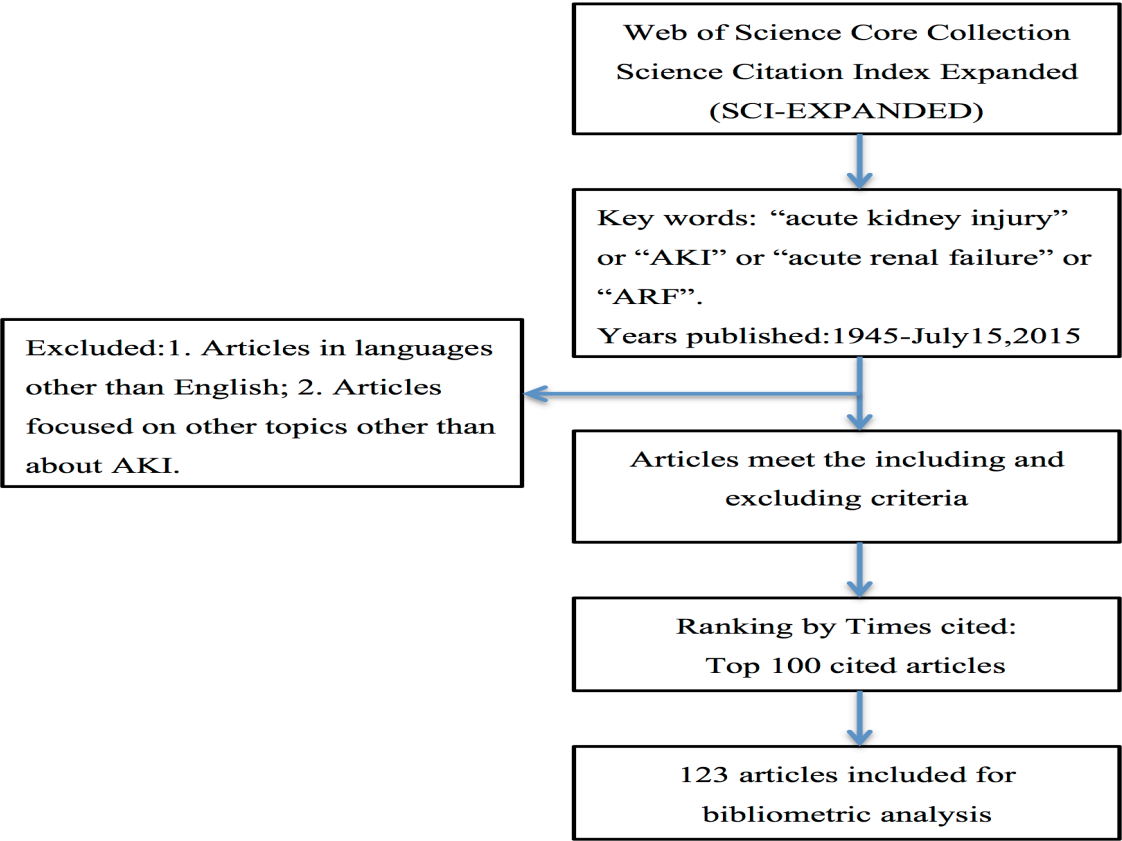 Web of Science Core Collection
Science Citation Index Expanded
(SCI-EXPANDED)
Key words: “acute kidney injury”
or “AKI” or “acute renal failure” or
“ARF”.
Years published:1945-July15,2015
Excluded:1. Articles in languages
other than English; 2. Articles
focused on other topics other than
about AKI.
Articles meet the including and
excluding criteria
Ranking by Times cited:
Top 100 cited articles
123 articles included for
bibliometric analysis